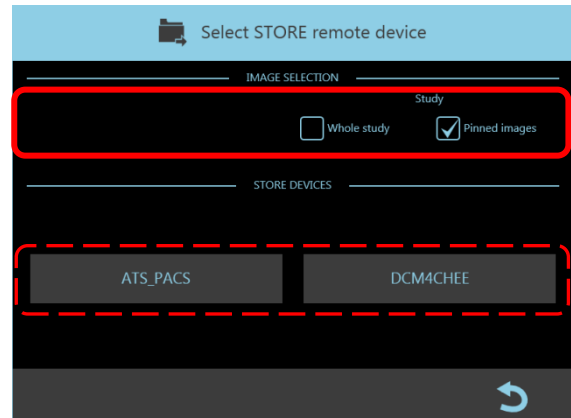 Select STORE remote device
IMAGE SELECTION
Study
Whole study Pinned images
STORE DEVICES
ATS_PACS DCM4CHEE